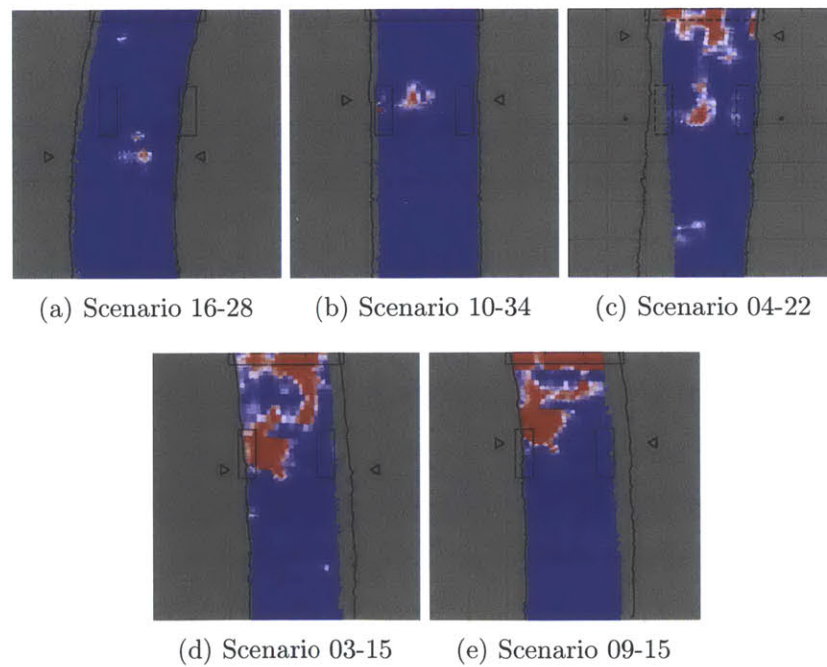 (a) Scenario 16-28
(b) Scenario 10-34
(c) Scenario 04-22
(d) Scenario 03-15
(e) Scenario 09-15